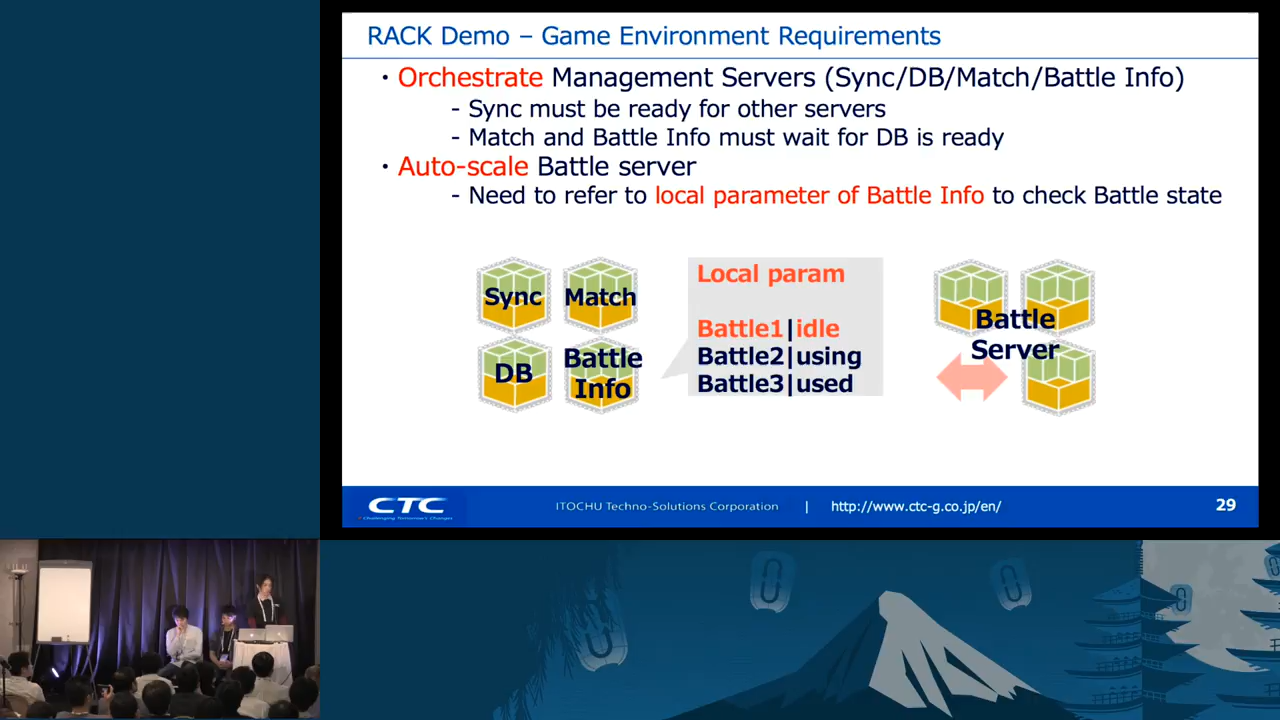 RACK Demo – Game Environment Requirements
・Orchestrate Management Servers (Sync/DB/Match/Battle Info)
- Sync must be ready for other servers
- Match and Battle Info must wait for DB is ready
・Auto-scale Battle server
- Need to refer to local parameter of Battle Info to check Battle state
Sync
Match
DB
Battle
Info
Local param
Battle1|idle
Battle2|using
Battle3|used
Battle
Server
CTC
Challenging Tomorrow's Changes
ITOCHU Techno-Solutions Corporation | http://www.ctc-g.co.jp/en/
29